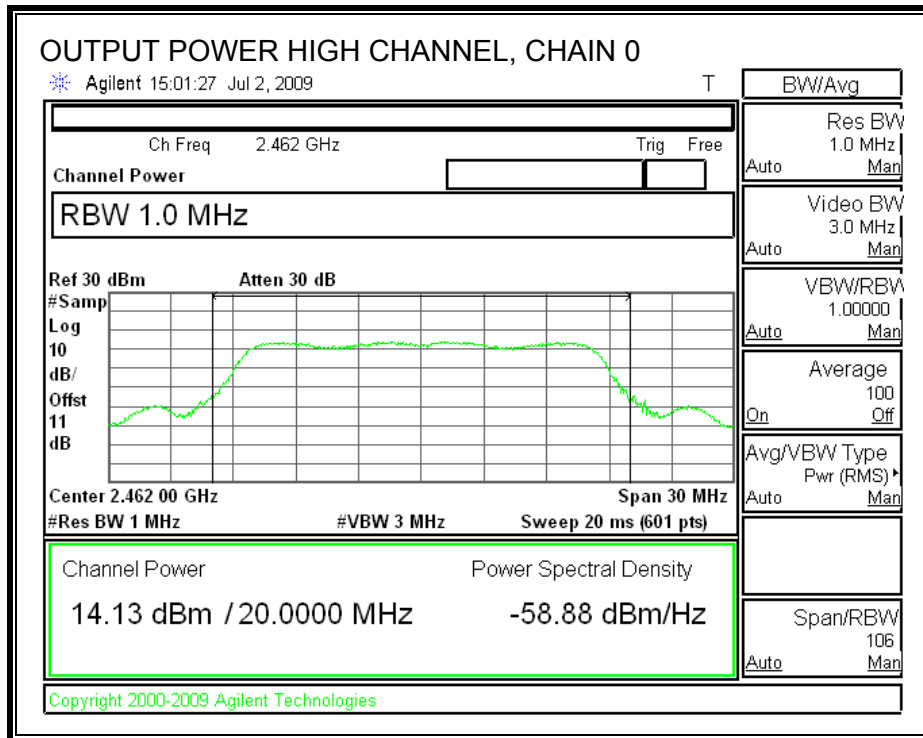 OUTPUT POWER HIGH CHANNEL, CHAIN 0
Agilent 15:01:27 Jul 2, 2009 T
Ch Freq 2.462 GHz Trig Free
Channel Power
RBW 1.0 MHz
Ref 30 dBm Atten 30 dB
#Samp
Log
10
dB/
Offst
11
dB
Center 2.462 00 GHz Span 30 MHz
#Res BW 1 MHz #VBW 3 MHz Sweep 20 ms (601 pts)
Channel Power Power Spectral Density
14.13 dBm / 20.0000 MHz -58.88 dBm/Hz
Copyright 2000-2009 Agilent Technologies
BW/Avg
Res BW
1.0 MHz
Auto Man
Video BW
3.0 MHz
Auto Man
VBW/RBW
1.00000
Auto Man
Average
100
On Off
Avg/VBW Type
Pwr (RMS)
Auto Man
Span/RBW
106
Auto Man